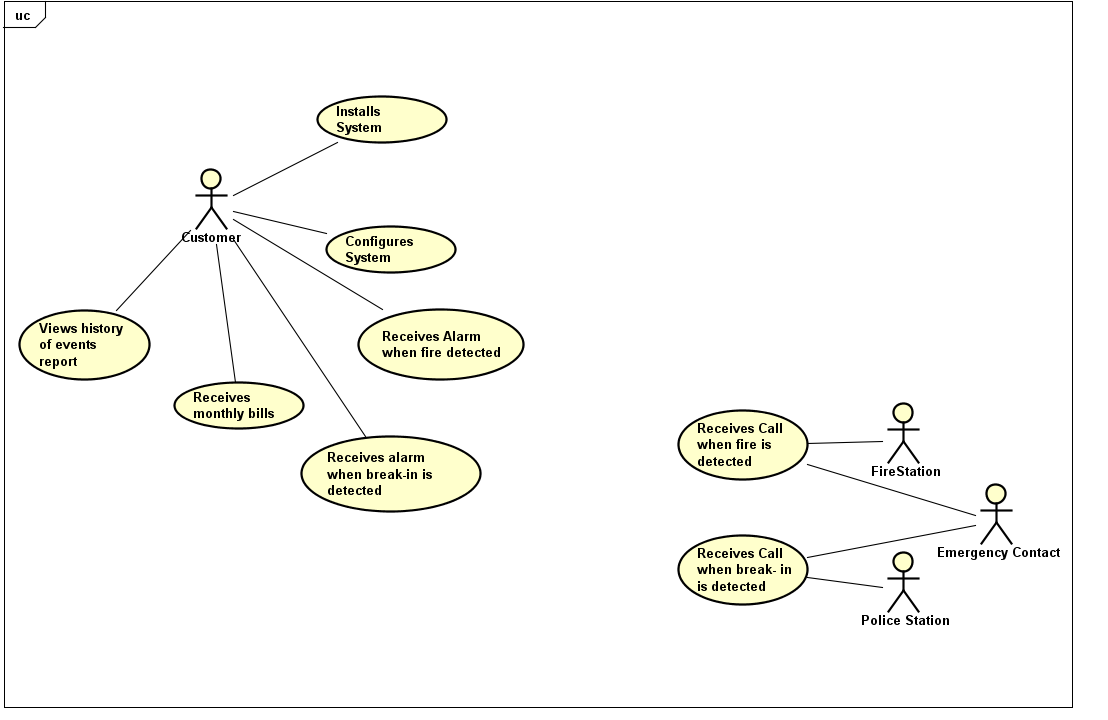 uc
Installs
System
Customer
Configures
System
Views history
of events
report
Receives Alarm
when fire detected
Receives
monthly bills
Receives alarm
when break-in is
detected
Receives Call
when fire is
detected
FireStation
Emergency Contact
Receives Call
when break- in
is detected
Police Station